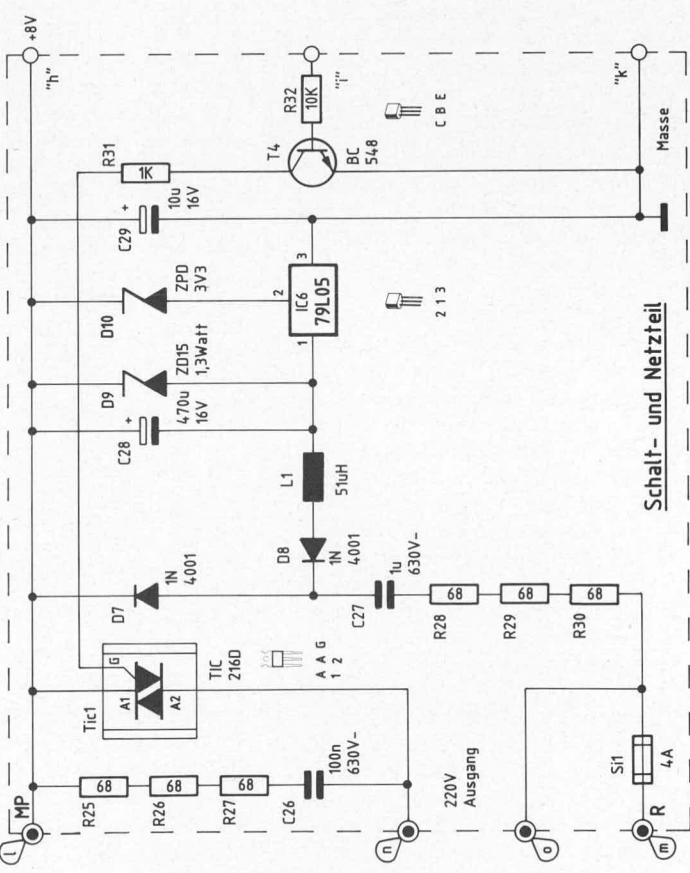 +8V
"h"
"i"
"k"
R32
10K
T4
BC
548
C B E
Masse
R31
1K
C29
+
10u
16V
D10
ZPD
3V3
2
3
1
IC6
79L05
2 1 3
D9
ZD15
1,3Watt
C28
+
470u
16V
L1
51uH
D8
1N
4001
D7
1N
4001
C27
1u
630V~
R28
68
R29
68
R30
68
Schalt- und Netzteil
Tic1
G
A1
A2
TIC
216D
A A G
1 2
MP
l
R25
68
R26
68
R27
68
C26
100n
630V~
n
220V
Ausgang
o
Si1
4A
R
m